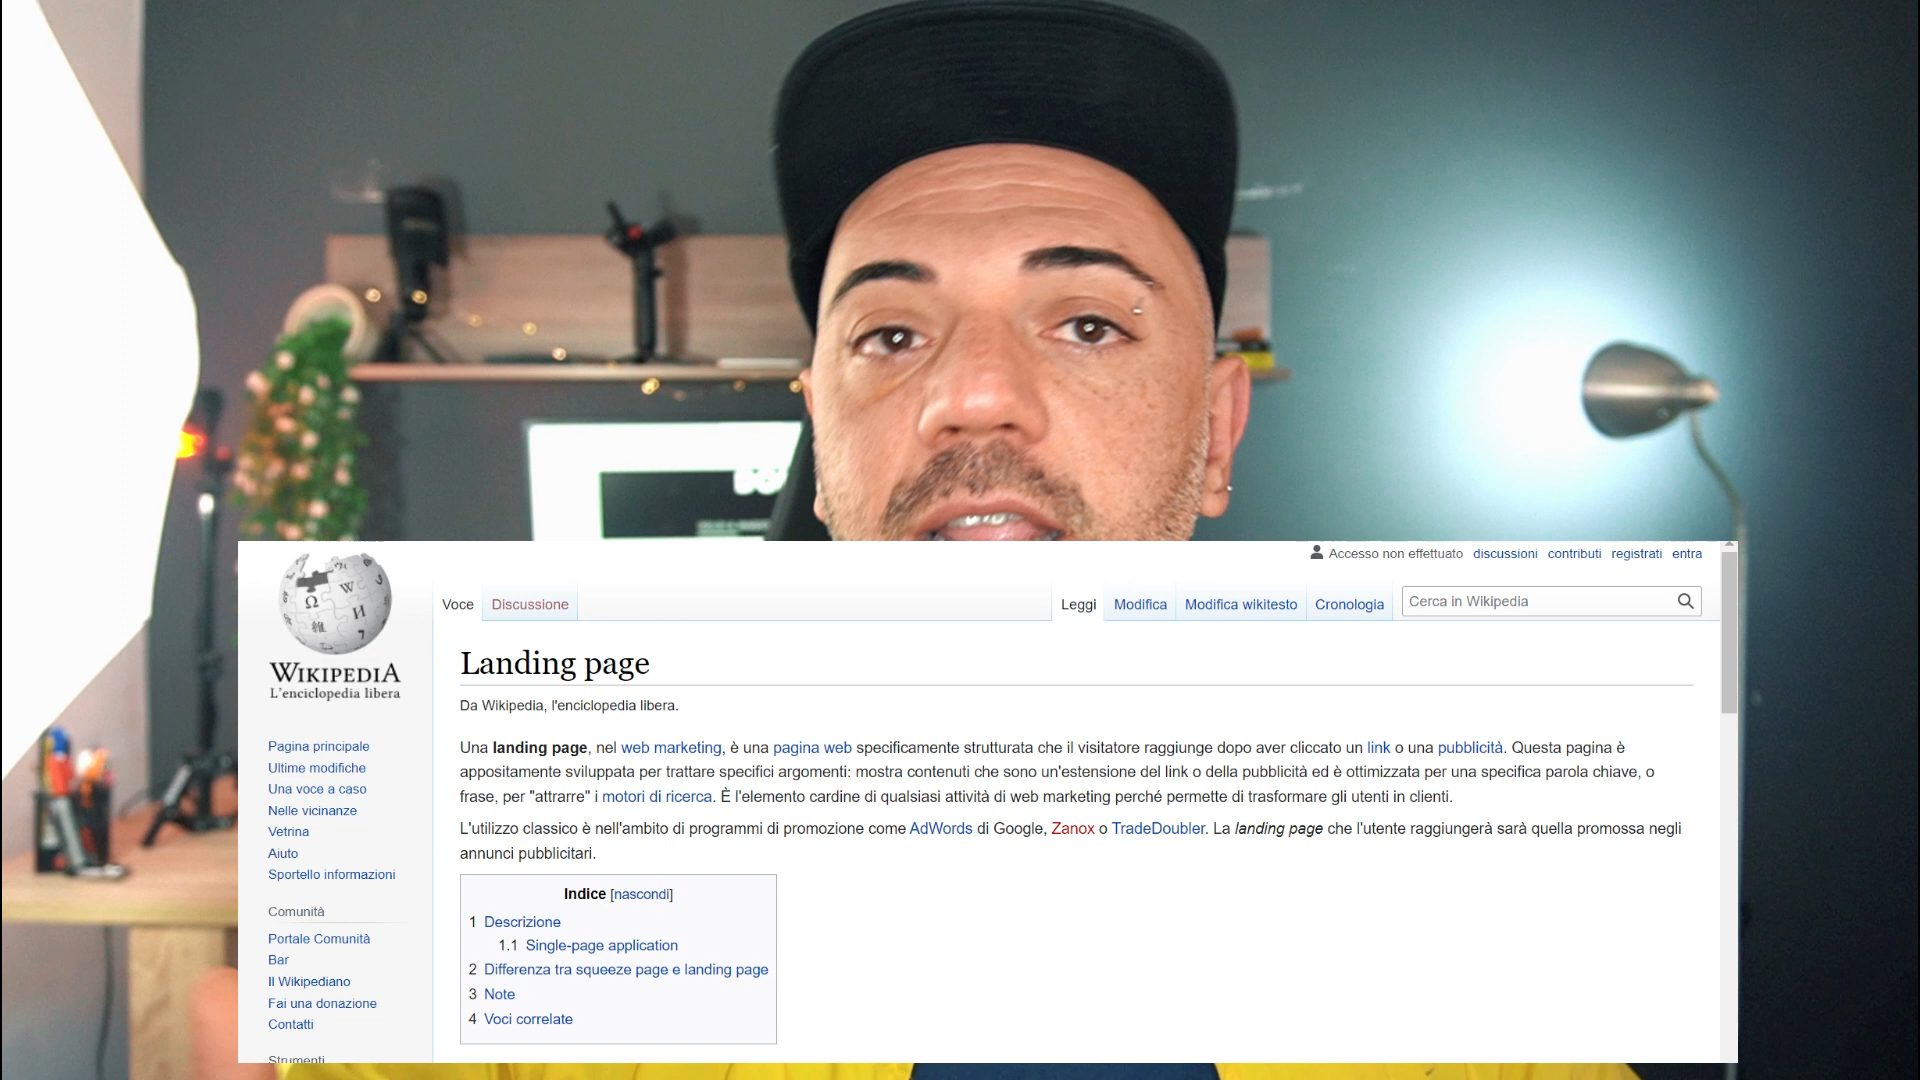 Accesso non effettuato discussioni contributi registrati entra
Voce Discussione Leggi Modifica Modifica wikitesto Cronologia Cerca in Wikipedia
WIKIPEDIA
L'enciclopedia libera
Landing page
Da Wikipedia, l'enciclopedia libera.
Una landing page, nel web marketing, è una pagina web specificamente strutturata che il visitatore raggiunge dopo aver cliccato un link o una pubblicità. Questa pagina è
appositamente sviluppata per trattare specifici argomenti: mostra contenuti che sono un'estensione del link o della pubblicità ed è ottimizzata per una specifica parola chiave, o
frase, per "attrarre" i motori di ricerca. È l'elemento cardine di qualsiasi attività di web marketing perché permette di trasformare gli utenti in clienti.
L'utilizzo classico è nell'ambito di programmi di promozione come AdWords di Google, Zanox o TradeDoubler. La landing page che l'utente raggiungerà sarà quella promossa negli
annunci pubblicitari.
Indice [nascondi]
1 Descrizione
1.1 Single-page application
2 Differenza tra squeeze page e landing page
3 Note
4 Voci correlate
Pagina principale
Ultime modifiche
Una voce a caso
Nelle vicinanze
Vetrina
Aiuto
Sportello informazioni
Comunità
Portale Comunità
Bar
Il Wikipediano
Fai una donazione
Contatti
Strumenti